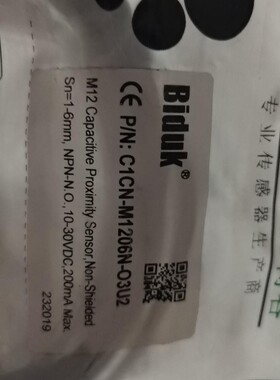 Biduk®
CE P/N: C1CN-M1206N-O3U2
M12 Capacitive Proximity Sensor,Non-Shielded
Sn=1-6mm, NPN-N.O.,10-30VDC,200mA Max.
232019
专业传感器生产商